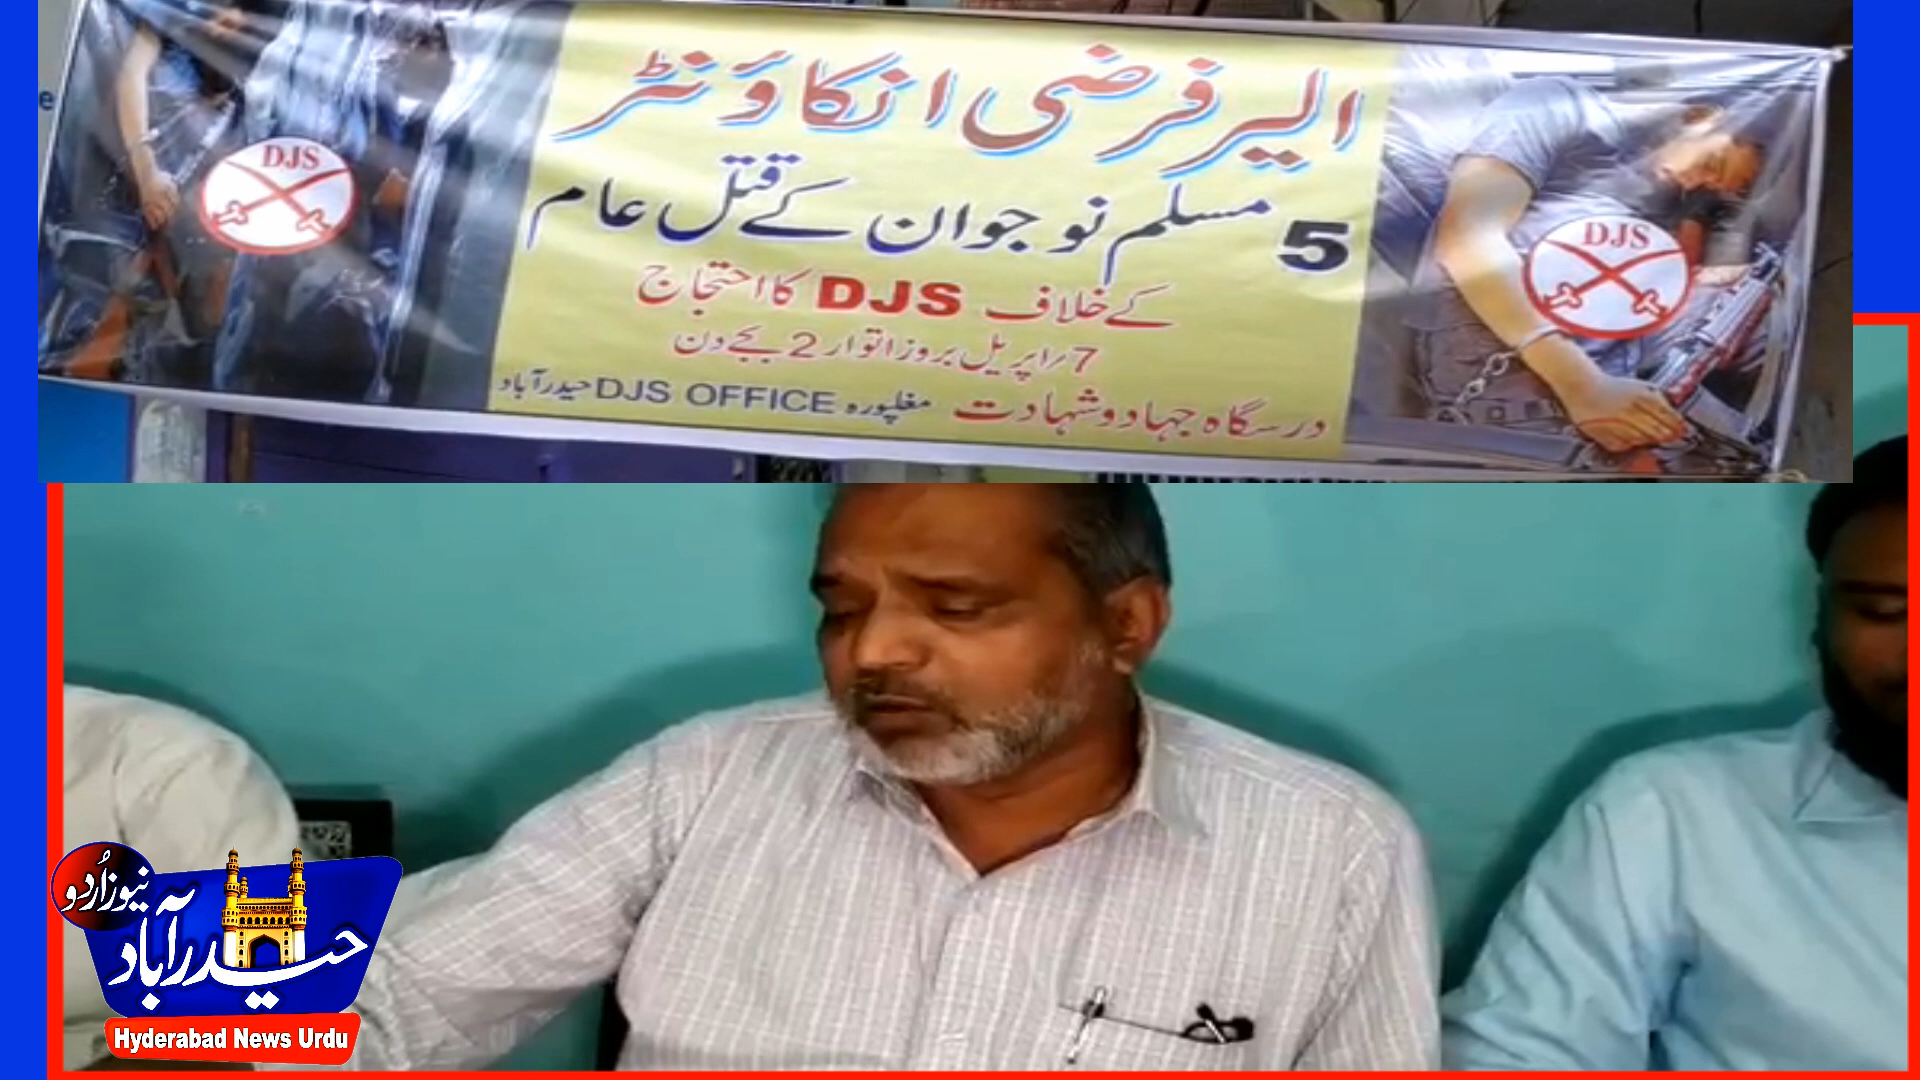 الیر فرضی انکاؤنٹر
5 مسلم نوجوان کے قتل عام
کے خلاف DJS کا احتجاج
7؍اپریل بروز اتوار 2 بجے دن
درسگاہ جہاد و شہادت مغلپورہ DJS OFFICE حیدرآباد
DJS
DJS
نیوز اُردو
حیدرآباد
Hyderabad News Urdu